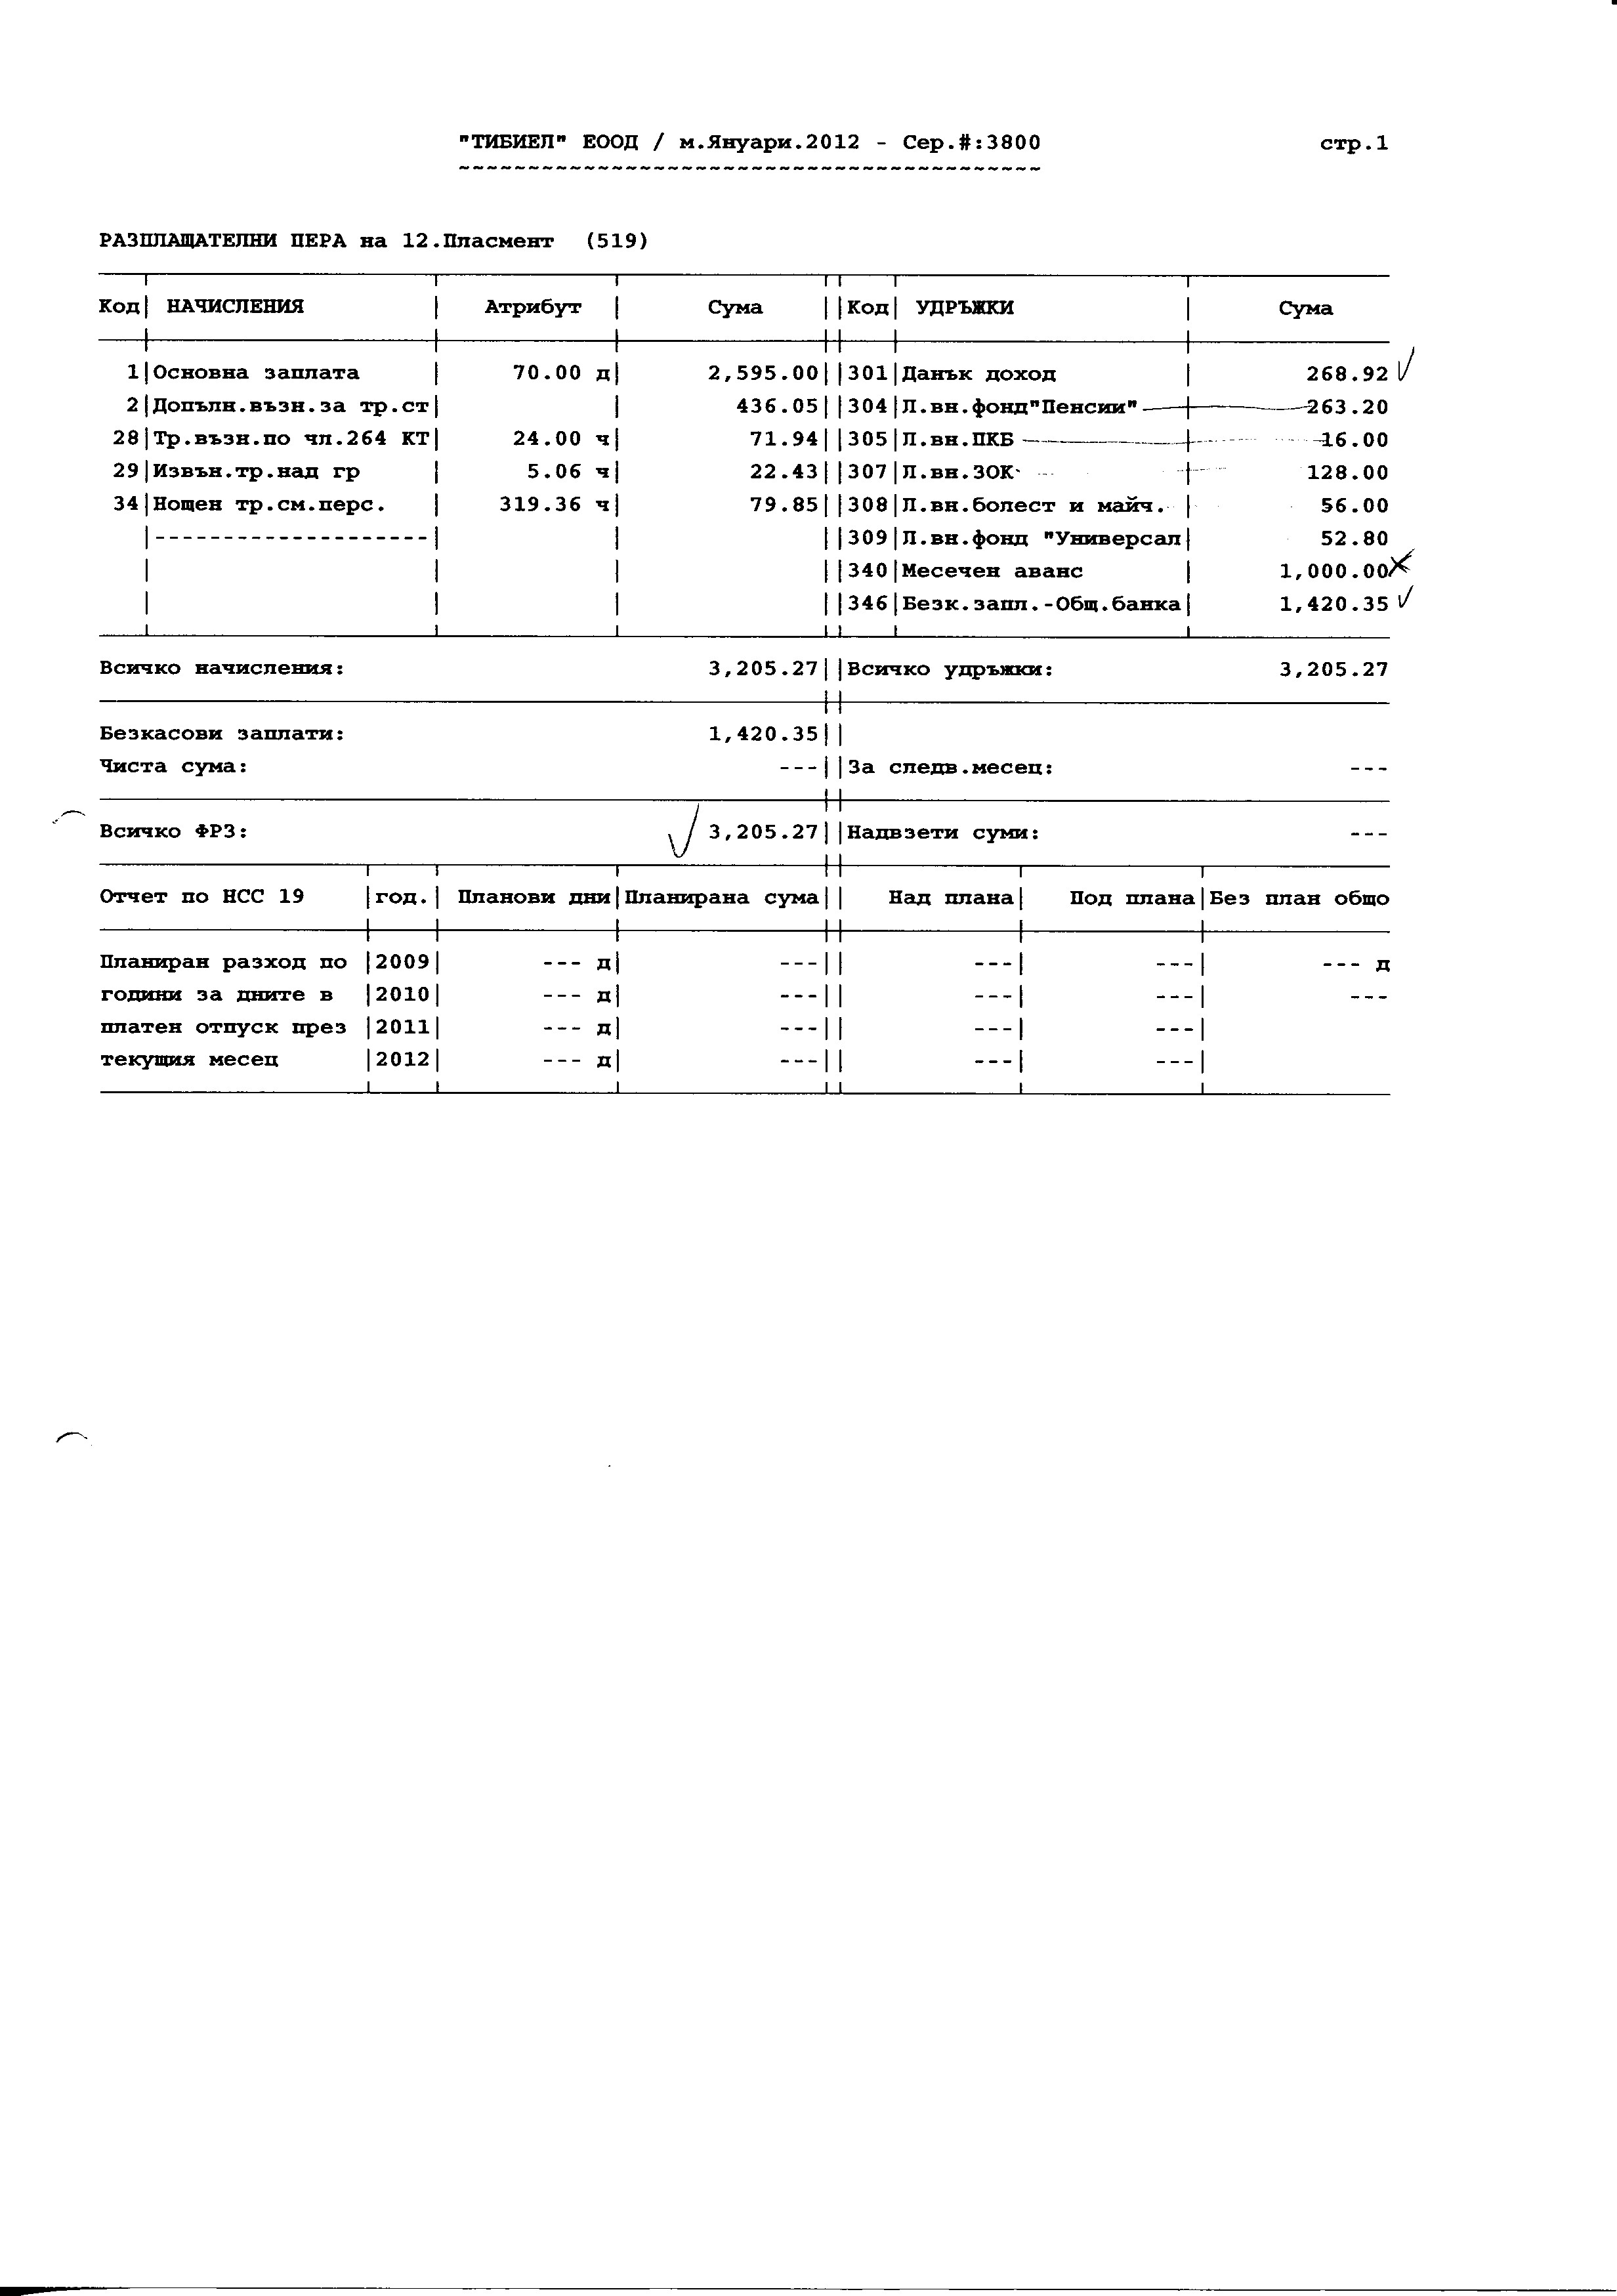 "ТИБИЕЛ" ЕООД / м.Януари.2012 - Сер.#:3800 стр.1
РАЗПЛАЩАТЕЛНИ ПЕРА на 12.Пласмент (519)
Код| НАЧИСЛЕНИЯ | Атрибут | Сума ||Код| УДРЪЖКИ | Сума
1|Основна заплата | 70.00 д| 2,595.00||301|Данък доход | 268.92
2|Допълн.възн.за тр.ст| | 436.05||304|Л.вн.фонд"Пенсии" | 263.20
28|Тр.възн.по чл.264 КТ| 24.00 ч| 71.94||305|Л.вн.ПКБ | 16.00
29|Извън.тр.над гр | 5.06 ч| 22.43||307|Л.вн.ЗОК | 128.00
34|Нощен тр.см.перс. | 319.36 ч| 79.85||308|Л.вн.болест и майч. | 56.00
|--------------------| | ||309|Л.вн.фонд "Универсал| 52.80
| | | ||340|Месечен аванс | 1,000.00
| | | ||346|Безк.запл.-Общ.банка| 1,420.35
Всичко начисления: 3,205.27||Всичко удръжки: 3,205.27
Безкасови заплати: 1,420.35||
Чиста сума: ---||За следв.месец: ---
Всичко ФРЗ: 3,205.27||Надвзети суми: ---
Отчет по НСС 19 |год.| Планови дни|Планирана сума|| Над плана| Под плана|Без план общо
Планиран разход по |2009| --- д| ---|| ---| ---| --- д
години за дните в |2010| --- д| ---|| ---| ---| ---
платен отпуск през |2011| --- д| ---|| ---| ---|
текущия месец |2012| --- д| ---|| ---| ---|